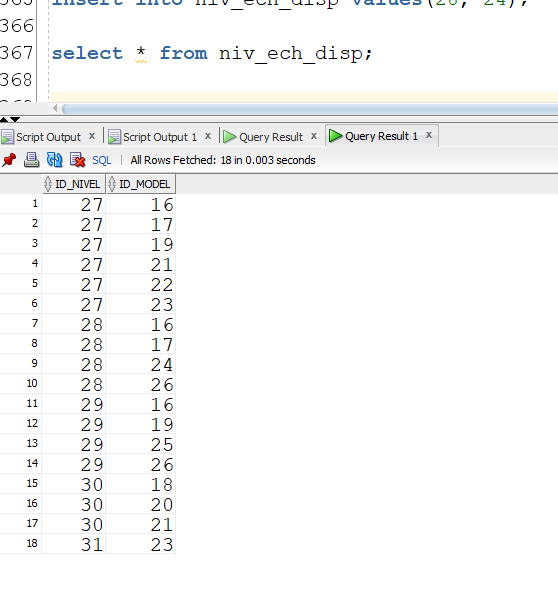 365 insert into niv_ech_disp values(28, 24);
366
367 select * from niv_ech_disp;
368
Script Output x Script Output 1 x Query Result x Query Result 1 x
SQL | All Rows Fetched: 18 in 0.003 seconds
ID_NIVEL ID_MODEL
1 27 16
2 27 17
3 27 19
4 27 21
5 27 22
6 27 23
7 28 16
8 28 17
9 28 24
10 28 26
11 29 16
12 29 19
13 29 25
14 29 26
15 30 18
16 30 20
17 30 21
18 31 23